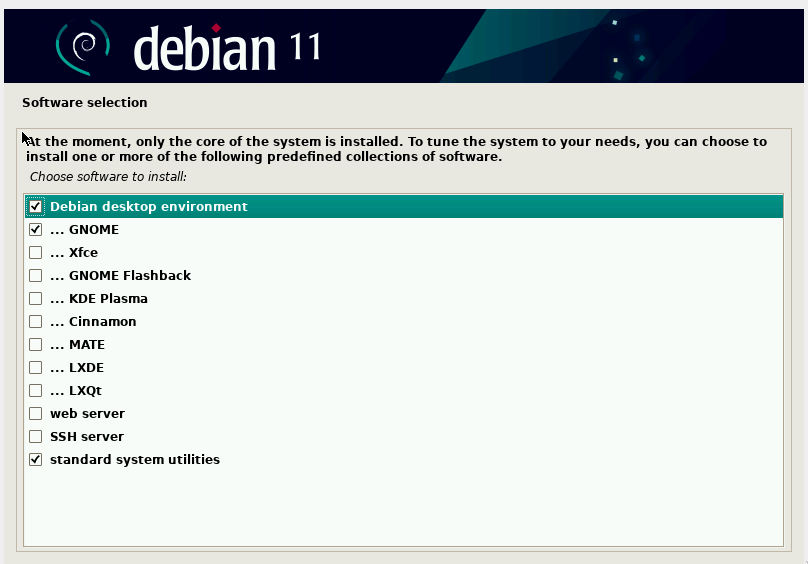 debian 11
Software selection
At the moment, only the core of the system is installed. To tune the system to your needs, you can choose to
install one or more of the following predefined collections of software.
Choose software to install:
Debian desktop environment
... GNOME
... Xfce
... GNOME Flashback
... KDE Plasma
... Cinnamon
... MATE
... LXDE
... LXQt
web server
SSH server
standard system utilities